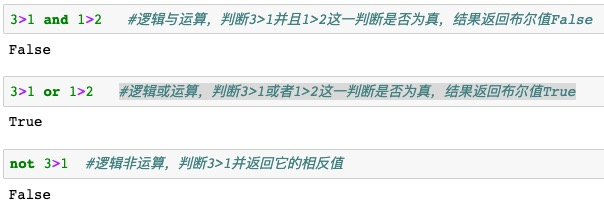 3>1 and 1>2   #逻辑与运算，判断3>1并且1>2这一判断是否为真，结果返回布尔值False
False
3>1 or 1>2   #逻辑或运算，判断3>1或者1>2这一判断是否为真，结果返回布尔值True
True
not 3>1  #逻辑非运算，判断3>1并返回它的相反值
False